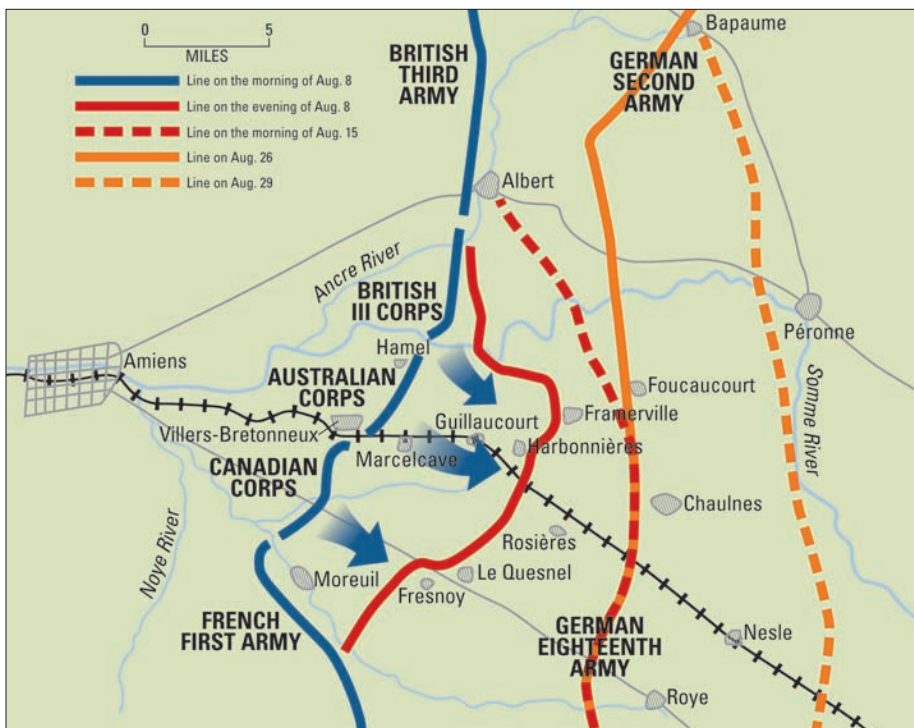 0 5
MILES
Line on the morning of Aug. 8
Line on the evening of Aug. 8
Line on the morning of Aug. 15
Line on Aug. 26
Line on Aug. 29
BRITISH
THIRD
ARMY
GERMAN
SECOND
ARMY
Bapaume
Albert
Ancre River
BRITISH
III CORPS
Péronne
Hamel
Amiens
AUSTRALIAN
CORPS
Foucaucourt
Somme River
Guillaucourt
Framerville
Villers-Bretonneux
Marcelcave
Harbonnières
CANADIAN
CORPS
Chaulnes
Noye River
Rosières
Moreuil
Le Quesnel
Fresnoy
FRENCH
FIRST ARMY
GERMAN
EIGHTEENTH
ARMY
Nesle
Roye